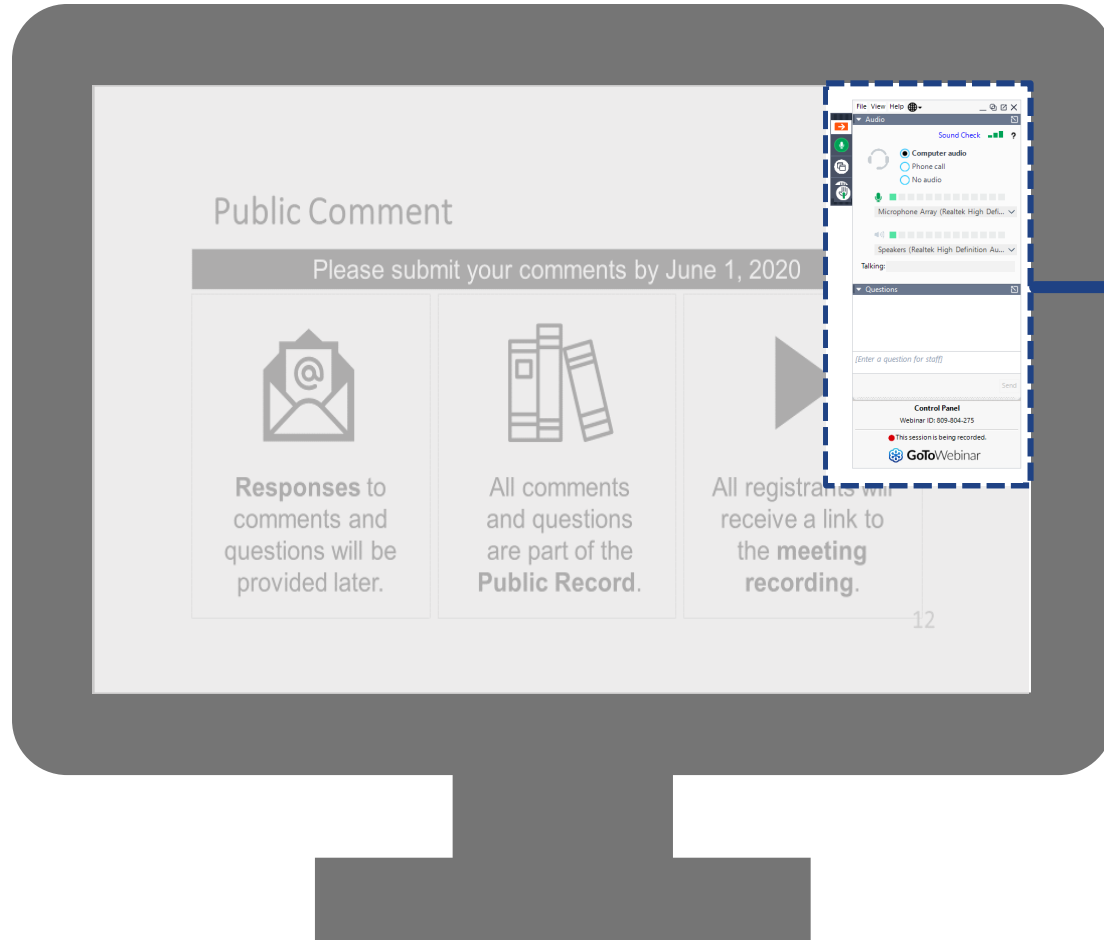 Public Comment
Please submit your comments by June 1, 2020
@
Responses to
comments and
questions will be
provided later.
All comments
and questions
are part of the
Public Record.
All registrants will
receive a link to
the meeting
recording.
12
File View Help
Audio
Sound Check ?
Computer audio
Phone call
No audio
Microphone Array (Realtek High Defi...
Speakers (Realtek High Definition Au...
Talking:
Questions
[Enter a question for staff]
Send
Control Panel
Webinar ID: 809-804-275
This session is being recorded.
GoToWebinar